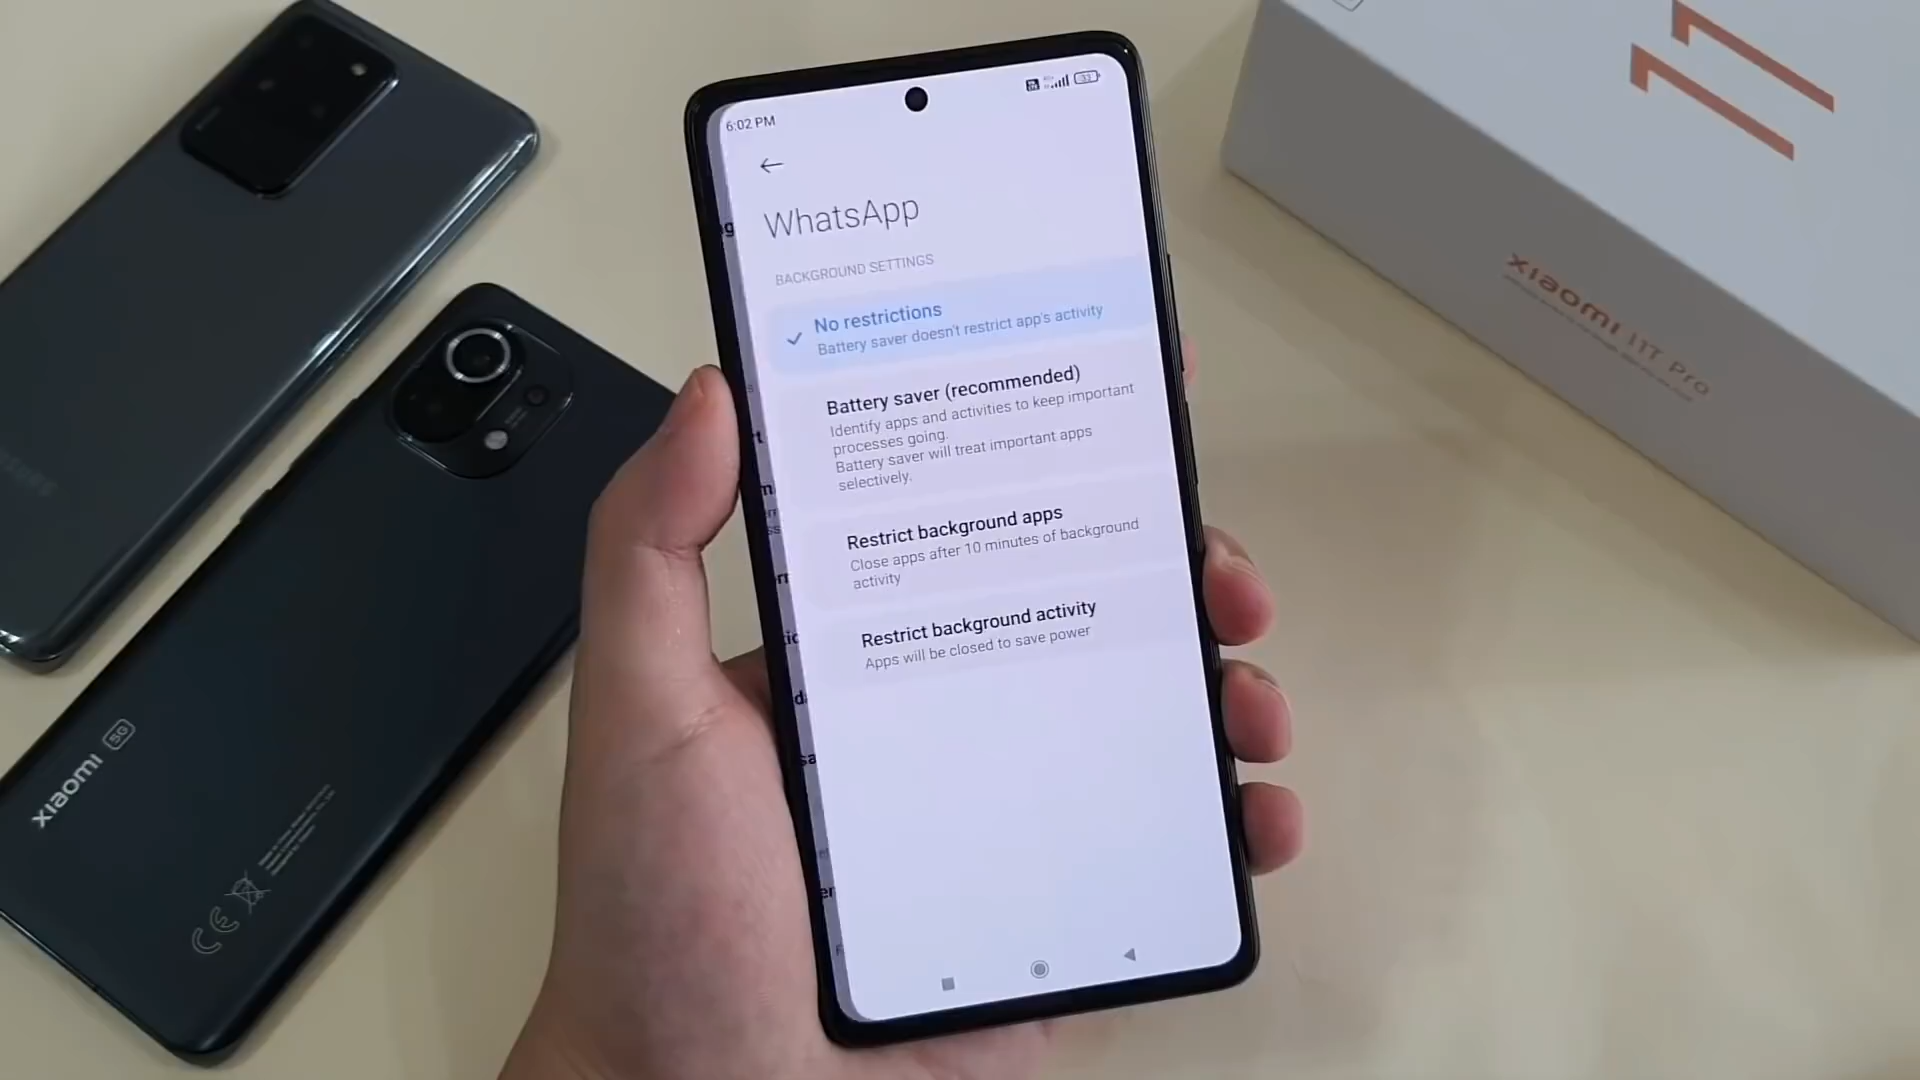 6:02 PM
33
WhatsApp
BACKGROUND SETTINGS
No restrictions
Battery saver doesn't restrict app's activity
Battery saver (recommended)
Identify apps and activities to keep important
processes going.
Battery saver will treat important apps
selectively.
Restrict background apps
Close apps after 10 minutes of background
activity
Restrict background activity
Apps will be closed to save power
11
xiaomi 11T Pro
xiaomi 5G